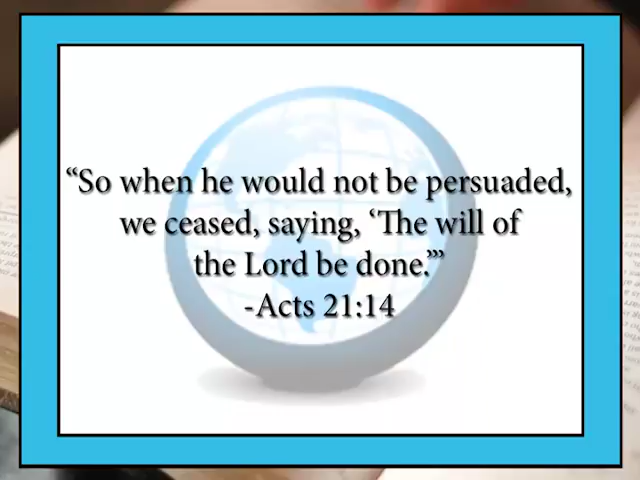 “So when he would not be persuaded,
we ceased, saying, ‘The will of
the Lord be done.’”
-Acts 21:14